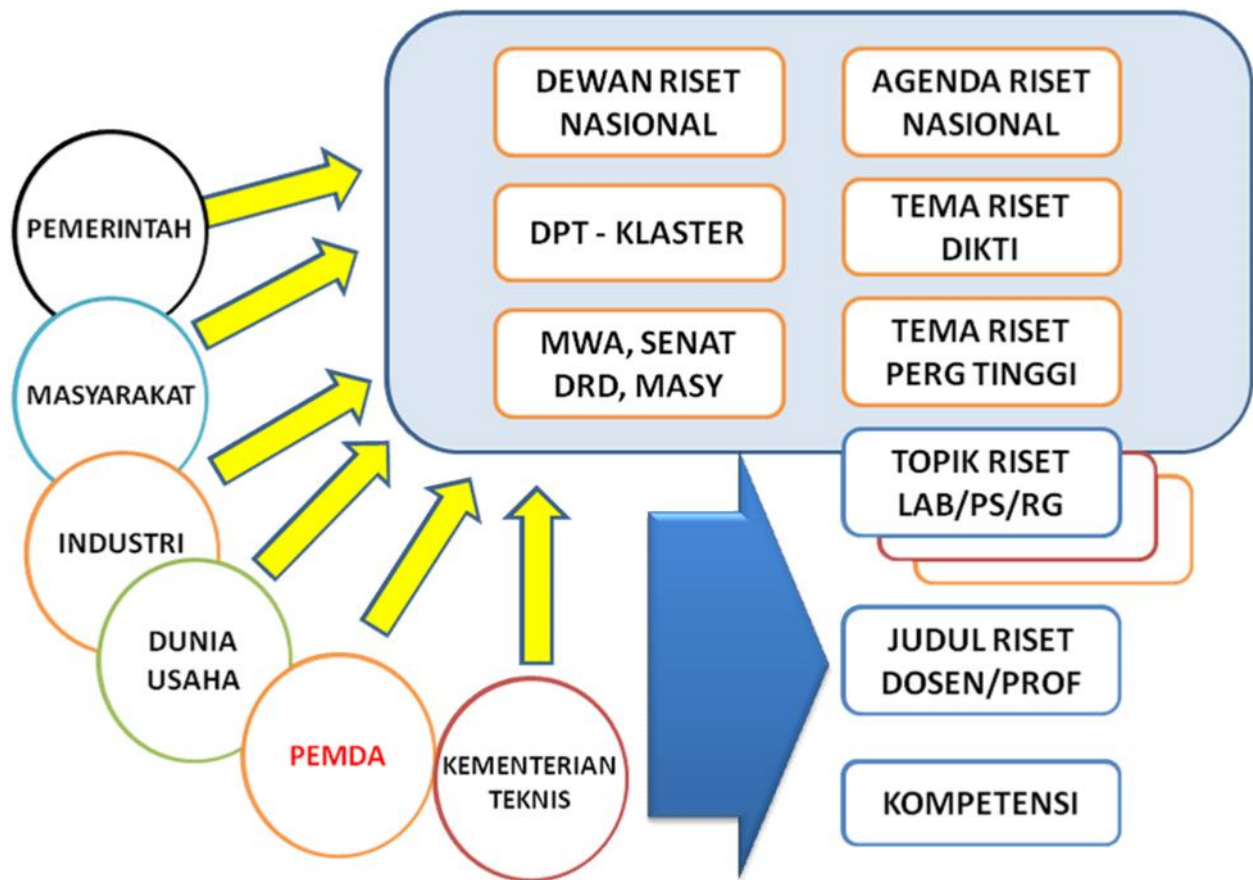 PEMERINTAH
MASYARAKAT
INDUSTRI
DUNIA
USAHA
PEMDA
KEMENTERIAN
TEKNIS
DEWAN RISET
NASIONAL
AGENDA RISET
NASIONAL
DPT - KLASTER
TEMA RISET
DIKTI
MWA, SENAT
DRD, MASY
TEMA RISET
PERG TINGGI
TOPIK RISET
LAB/PS/RG
JUDUL RISET
DOSEN/PROF
KOMPETENSI